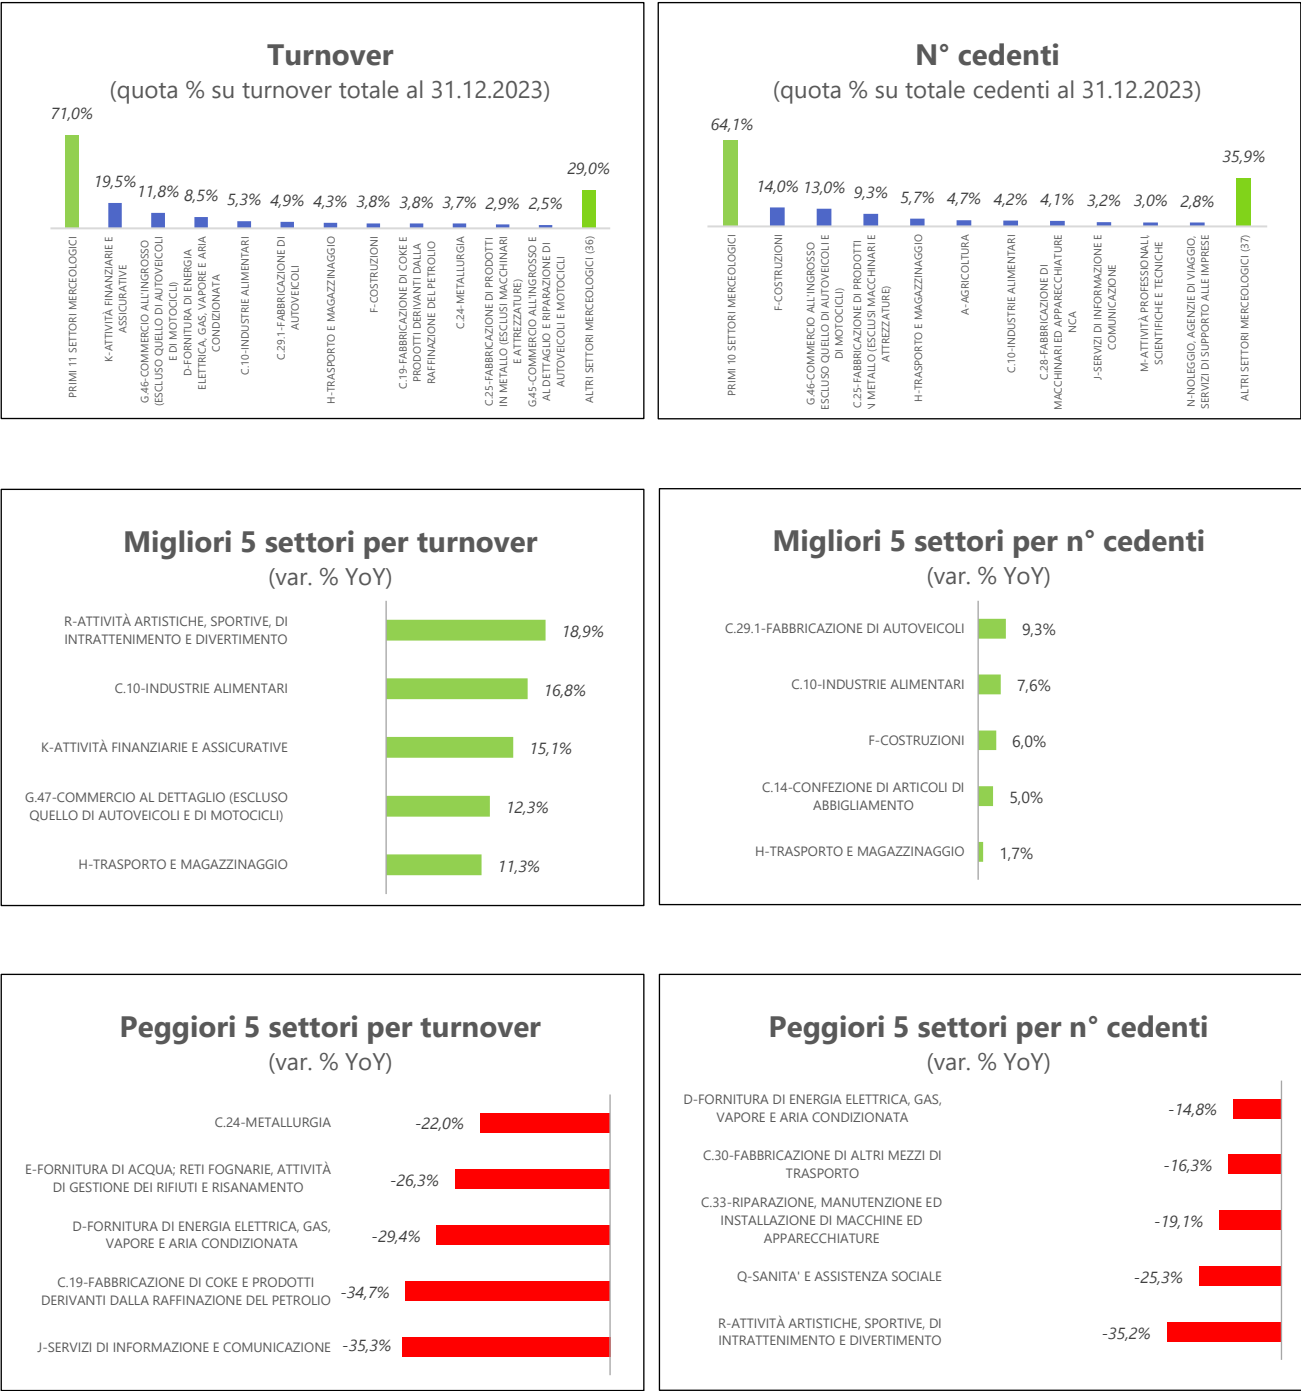 Turnover
(quota % su turnover totale al 31.12.2023)
71,0%
19,5%
11,8%
8,5%
5,3%
4,9%
4,3%
3,8%
3,8%
3,7%
2,9%
2,5%
29,0%
PRIMI 11 SETTORI MERCEOLOGICI
K-ATTIVITÀ FINANZIARIE E
ASSICURATIVE
G.46-COMMERCIO ALL'INGROSSO
(ESCLUSO QUELLO DI AUTOVEICOLI
E DI MOTOCICLI)
D-FORNITURA DI ENERGIA
ELETTRICA, GAS, VAPORE E ARIA
CONDIZIONATA
C.10-INDUSTRIE ALIMENTARI
C.29.1-FABBRICAZIONE DI
AUTOVEICOLI
H-TRASPORTO E MAGAZZINAGGIO
F-COSTRUZIONI
C.19-FABBRICAZIONE DI COKE E
PRODOTTI DERIVANTI DALLA
RAFFINAZIONE DEL PETROLIO
C.24-METALLURGIA
C.25-FABBRICAZIONE DI PRODOTTI
IN METALLO (ESCLUSI MACCHINARI
E ATTREZZATURE)
G.45-COMMERCIO ALL'INGROSSO E
AL DETTAGLIO E RIPARAZIONE DI
AUTOVEICOLI E MOTOCICLI
ALTRI SETTORI MERCEOLOGICI (36)
N° cedenti
(quota % su totale cedenti al 31.12.2023)
64,1%
14,0%
13,0%
9,3%
5,7%
4,7%
4,2%
4,1%
3,2%
3,0%
2,8%
35,9%
PRIMI 10 SETTORI MERCEOLOGICI
F-COSTRUZIONI
G.46-COMMERCIO ALL'INGROSSO
ESCLUSO QUELLO DI AUTOVEICOLI E
DI MOTOCICLI)
C.25-FABBRICAZIONE DI PRODOTTI
N METALLO (ESCLUSI MACCHINARI E
ATTREZZATURE)
H-TRASPORTO E MAGAZZINAGGIO
A-AGRICOLTURA
C.10-INDUSTRIE ALIMENTARI
C.28-FABBRICAZIONE DI
MACCHINARI ED APPARECCHIATURE
NCA
J-SERVIZI DI INFORMAZIONE E
COMUNICAZIONE
M-ATTIVITÀ PROFESSIONALI,
SCIENTIFICHE E TECNICHE
N-NOLEGGIO, AGENZIE DI VIAGGIO,
SERVIZI DI SUPPORTO ALLE IMPRESE
ALTRI SETTORI MERCEOLOGICI (37)
Migliori 5 settori per turnover
(var. % YoY)
R-ATTIVITÀ ARTISTICHE, SPORTIVE, DI
INTRATTENIMENTO E DIVERTIMENTO
18,9%
C.10-INDUSTRIE ALIMENTARI
16,8%
K-ATTIVITÀ FINANZIARIE E ASSICURATIVE
15,1%
G.47-COMMERCIO AL DETTAGLIO (ESCLUSO
QUELLO DI AUTOVEICOLI E DI MOTOCICLI)
12,3%
H-TRASPORTO E MAGAZZINAGGIO
11,3%
Migliori 5 settori per n° cedenti
(var. % YoY)
C.29.1-FABBRICAZIONE DI AUTOVEICOLI
9,3%
C.10-INDUSTRIE ALIMENTARI
7,6%
F-COSTRUZIONI
6,0%
C.14-CONFEZIONE DI ARTICOLI DI
ABBIGLIAMENTO
5,0%
H-TRASPORTO E MAGAZZINAGGIO
1,7%
Peggiori 5 settori per turnover
(var. % YoY)
C.24-METALLURGIA
-22,0%
E-FORNITURA DI ACQUA; RETI FOGNARIE, ATTIVITÀ
DI GESTIONE DEI RIFIUTI E RISANAMENTO
-26,3%
D-FORNITURA DI ENERGIA ELETTRICA, GAS,
VAPORE E ARIA CONDIZIONATA
-29,4%
C.19-FABBRICAZIONE DI COKE E PRODOTTI
DERIVANTI DALLA RAFFINAZIONE DEL PETROLIO
-34,7%
J-SERVIZI DI INFORMAZIONE E COMUNICAZIONE
-35,3%
Peggiori 5 settori per n° cedenti
(var. % YoY)
D-FORNITURA DI ENERGIA ELETTRICA, GAS,
VAPORE E ARIA CONDIZIONATA
-14,8%
C.30-FABBRICAZIONE DI ALTRI MEZZI DI
TRASPORTO
-16,3%
C.33-RIPARAZIONE, MANUTENZIONE ED
INSTALLAZIONE DI MACCHINE ED
APPARECCHIATURE
-19,1%
Q-SANITA' E ASSISTENZA SOCIALE
-25,3%
R-ATTIVITÀ ARTISTICHE, SPORTIVE, DI
INTRATTENIMENTO E DIVERTIMENTO
-35,2%